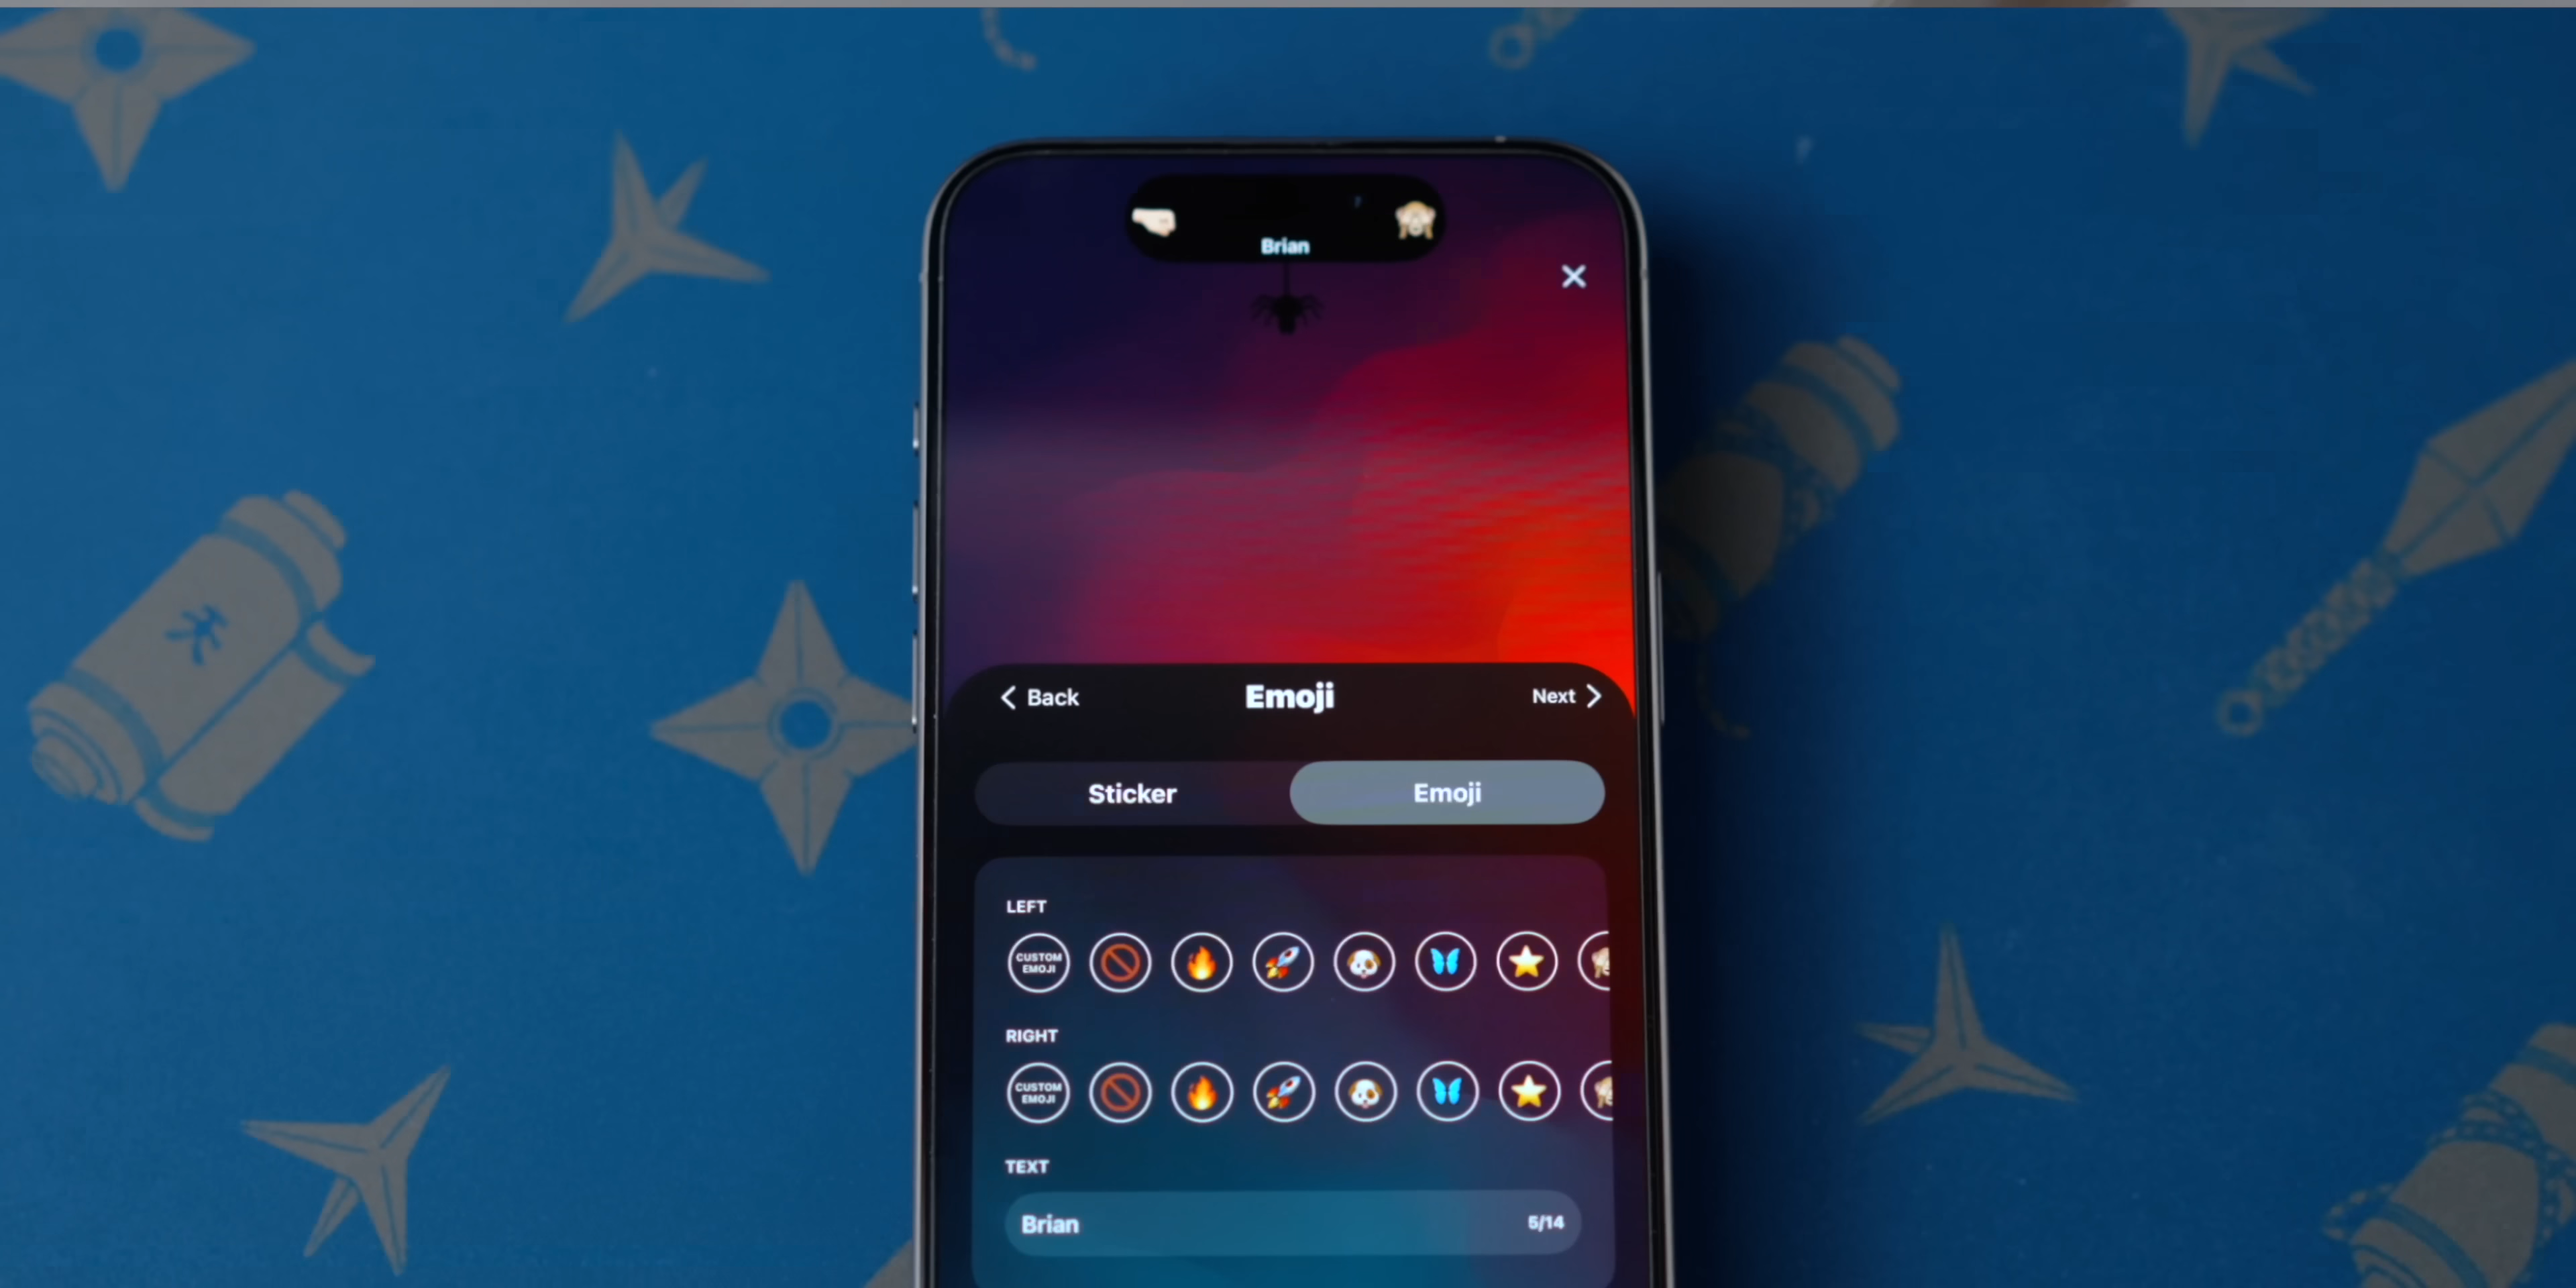 Brian
Back
Emoji
Next
Sticker
Emoji
LEFT
CUSTOM
EMOJI
RIGHT
CUSTOM
EMOJI
TEXT
Brian
5/14